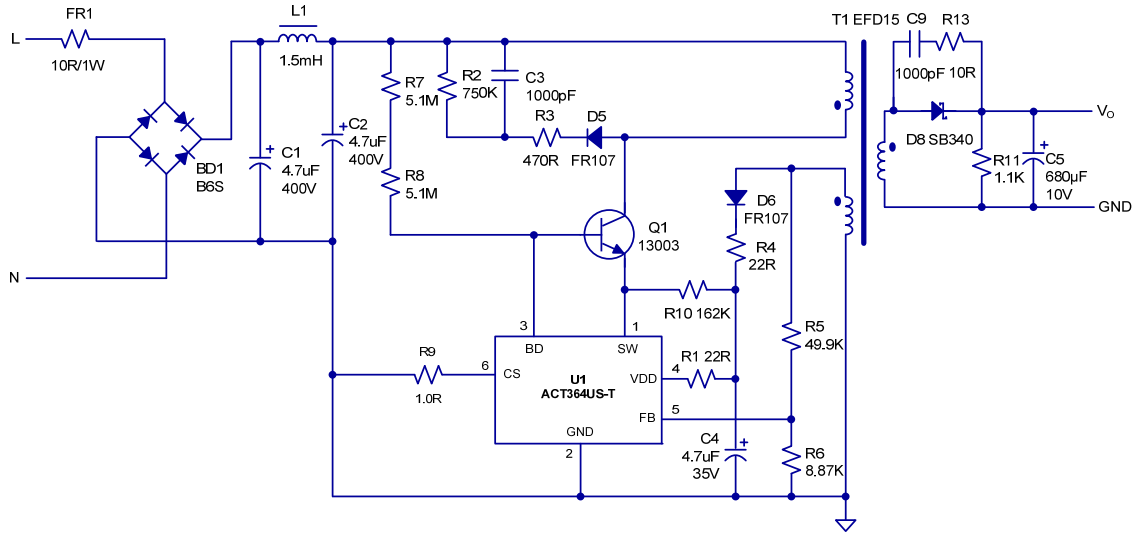 FR1
L
10R/1W
L1
1.5mH
T1 EFD15
C9
R13
1000pF
10R
R7
5.1M
R2
750K
C3
1000pF
R3
470R
D5
FR107
D8 SB340
VO
BD1
B6S
C1
4.7uF
400V
C2
4.7uF
400V
R8
5.1M
R11
1.1K
C5
680µF
10V
GND
D6
FR107
Q1
13003
R4
22R
N
R10 162K
3
1
BD
SW
R5
49.9K
R9
1.0R
6
CS
U1
ACT364US-T
VDD
4
R1 22R
FB
5
GND
2
C4
4.7uF
35V
R6
8.87K